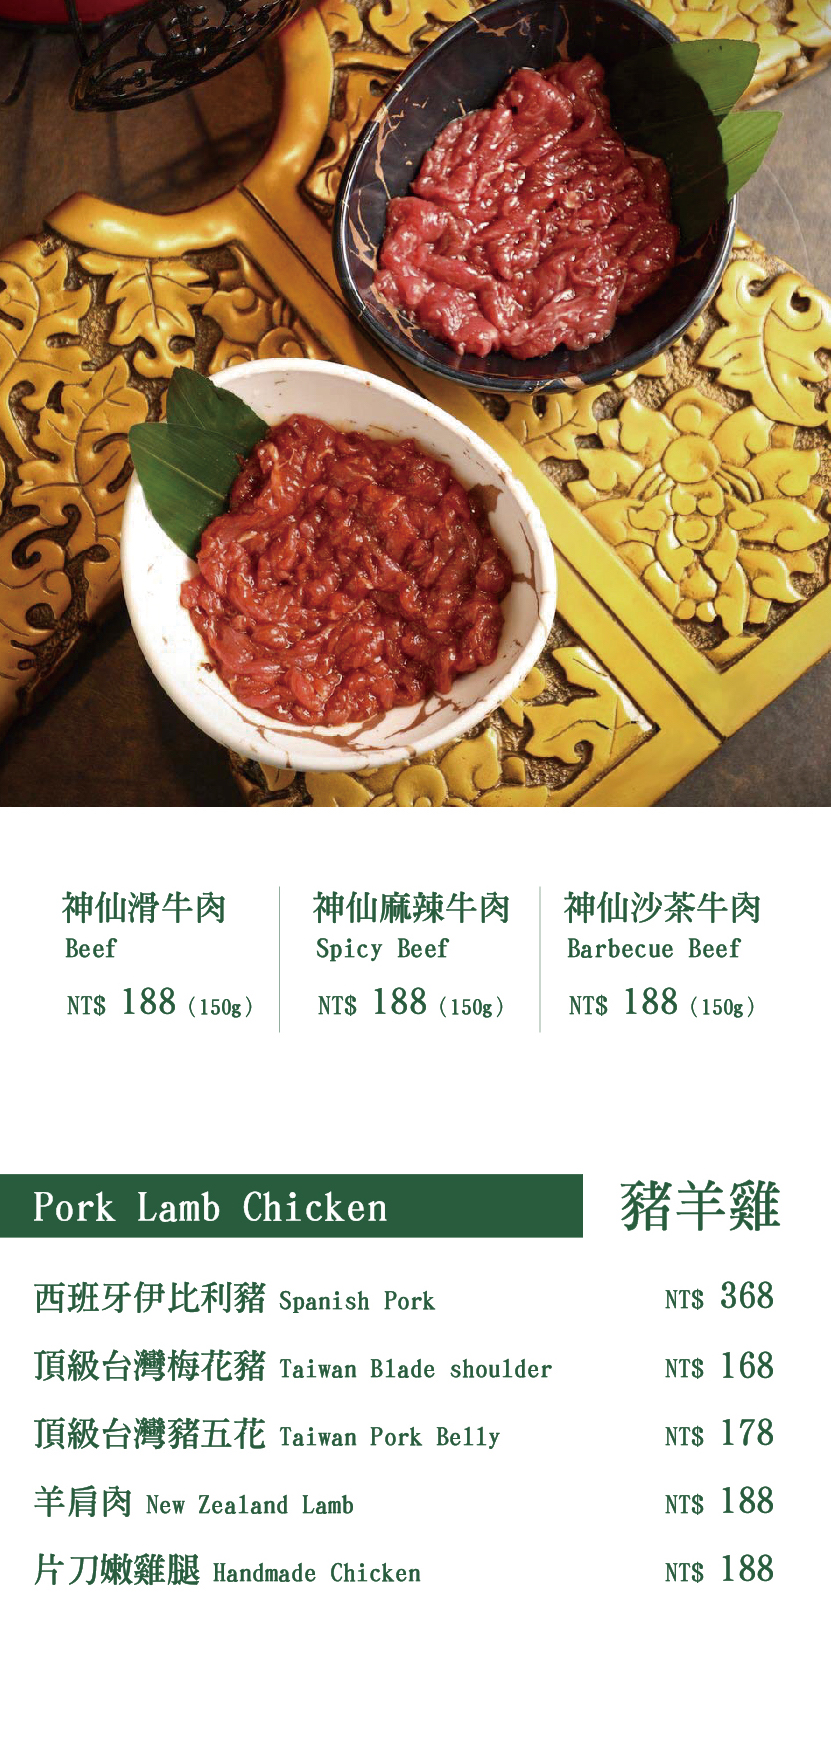 神仙滑牛肉
Beef
NT$ 188 (150g)
神仙麻辣牛肉
Spicy Beef
NT$ 188 (150g)
神仙沙茶牛肉
Barbecue Beef
NT$ 188 (150g)
Pork Lamb Chicken 豬羊雞
西班牙伊比利豬 Spanish Pork NT$ 368
頂級台灣梅花豬 Taiwan Blade shoulder NT$ 168
頂級台灣豬五花 Taiwan Pork Belly NT$ 178
羊肩肉 New Zealand Lamb NT$ 188
片刀嫩雞腿 Handmade Chicken NT$ 188